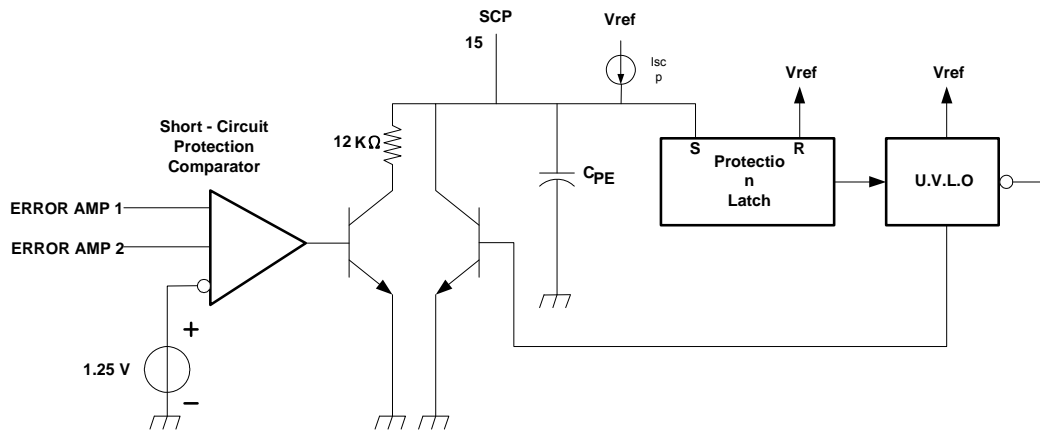 SCP
15
Vref
Isc
p
Vref
Vref
Short - Circuit
Protection
Comparator
12 KΩ
S
R
Protectio
n
Latch
U.V.L.O
CPE
ERROR AMP 1
ERROR AMP 2
+
1.25 V
−